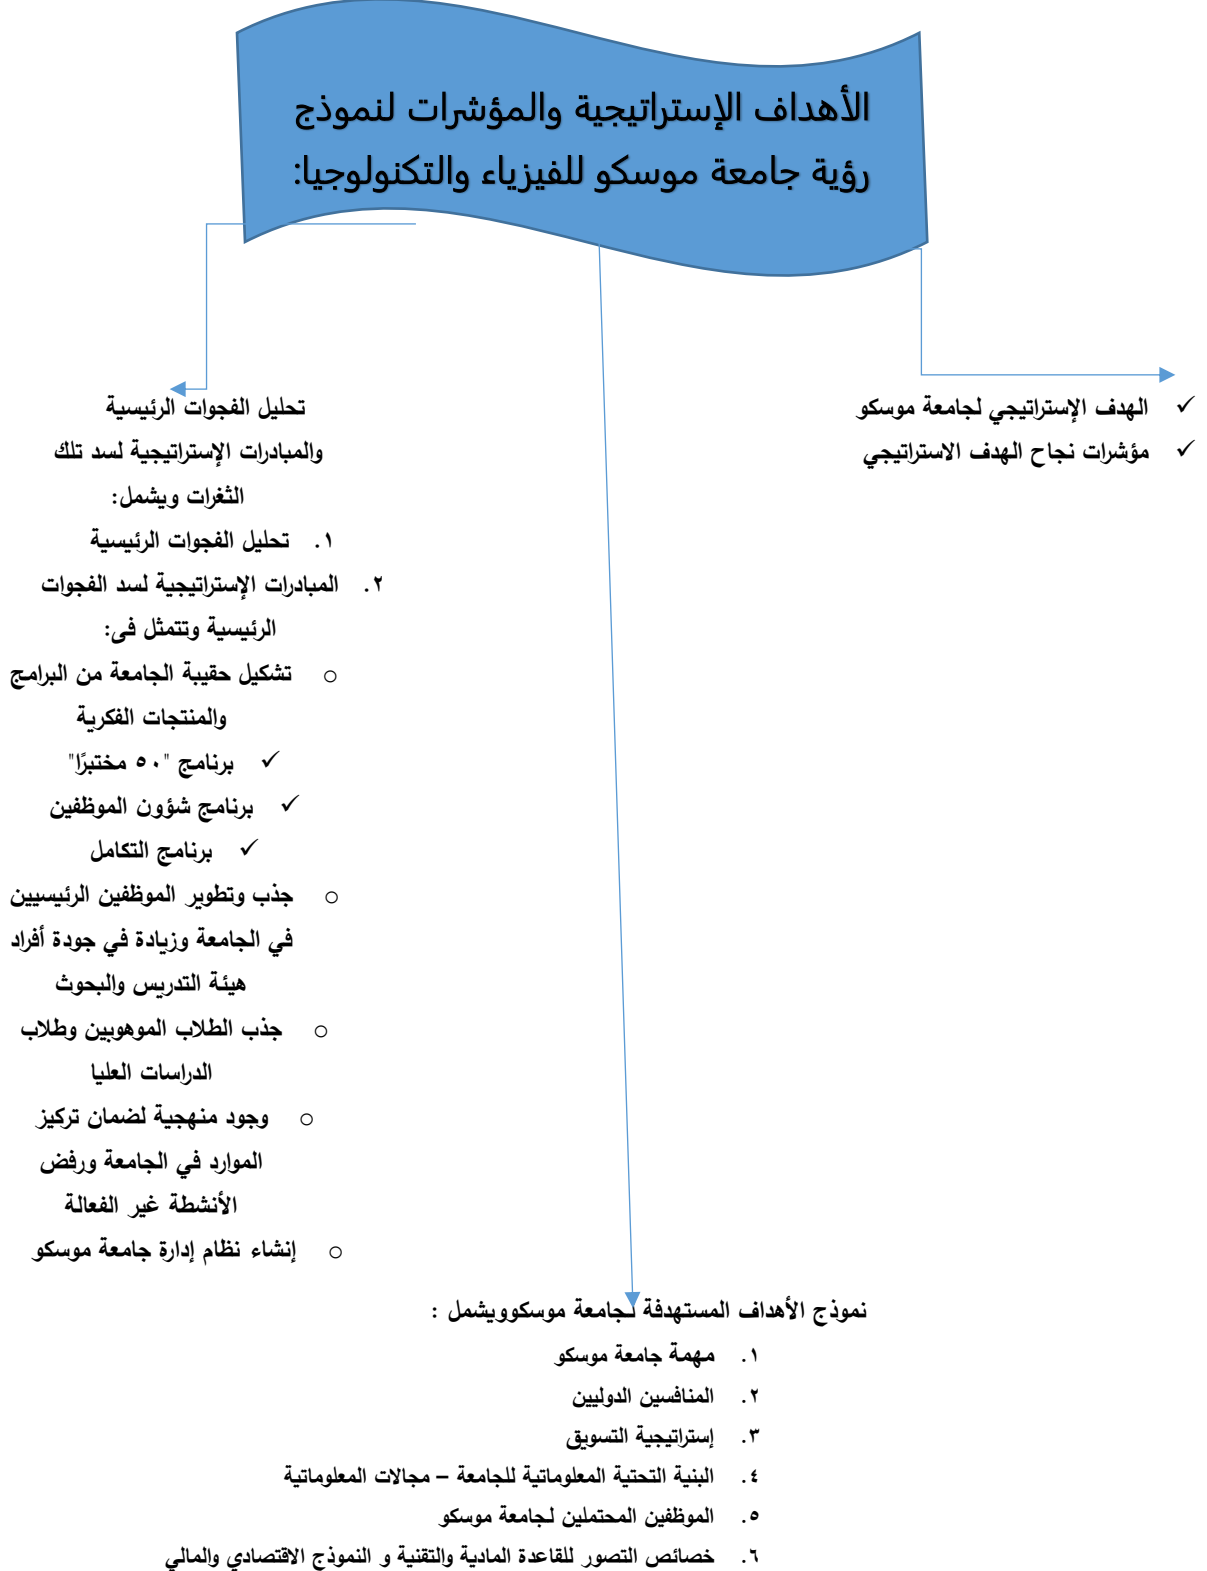 الأهداف الإستراتيجية والمؤشرات لنموذج
رؤية جامعة موسكو للفيزياء والتكنولوجيا:
✓ الهدف الإستراتيجي لجامعة موسكو
✓ مؤشرات نجاح الهدف الاستراتيجي
تحليل الفجوات الرئيسية
والمبادرات الإستراتيجية لسد تلك
الثغرات ويشمل:
١. تحليل الفجوات الرئيسية
٢. المبادرات الإستراتيجية لسد الفجوات
الرئيسية وتتمثل فى:
○ تشكيل حقيبة الجامعة من البرامج
والمنتجات الفكرية
✓ برنامج "٥٠ مختبرًا"
✓ برنامج شؤون الموظفين
✓ برنامج التكامل
○ جذب وتطوير الموظفين الرئيسيين
في الجامعة وزيادة في جودة أفراد
هيئة التدريس والبحوث
○ جذب الطلاب الموهوبين وطلاب
الدراسات العليا
○ وجود منهجية لضمان تركيز
الموارد في الجامعة ورفض
الأنشطة غير الفعالة
○ إنشاء نظام إدارة جامعة موسكو
نموذج الأهداف المستهدفة لجامعة موسكوويشمل :
١. مهمة جامعة موسكو
٢. المنافسين الدوليين
٣. إستراتيجية التسويق
٤. البنية التحتية المعلوماتية للجامعة – مجالات المعلوماتية
٥. الموظفين المحتملين لجامعة موسكو
٦. خصائص التصور للقاعدة المادية والتقنية و النموذج الاقتصادي والمالي